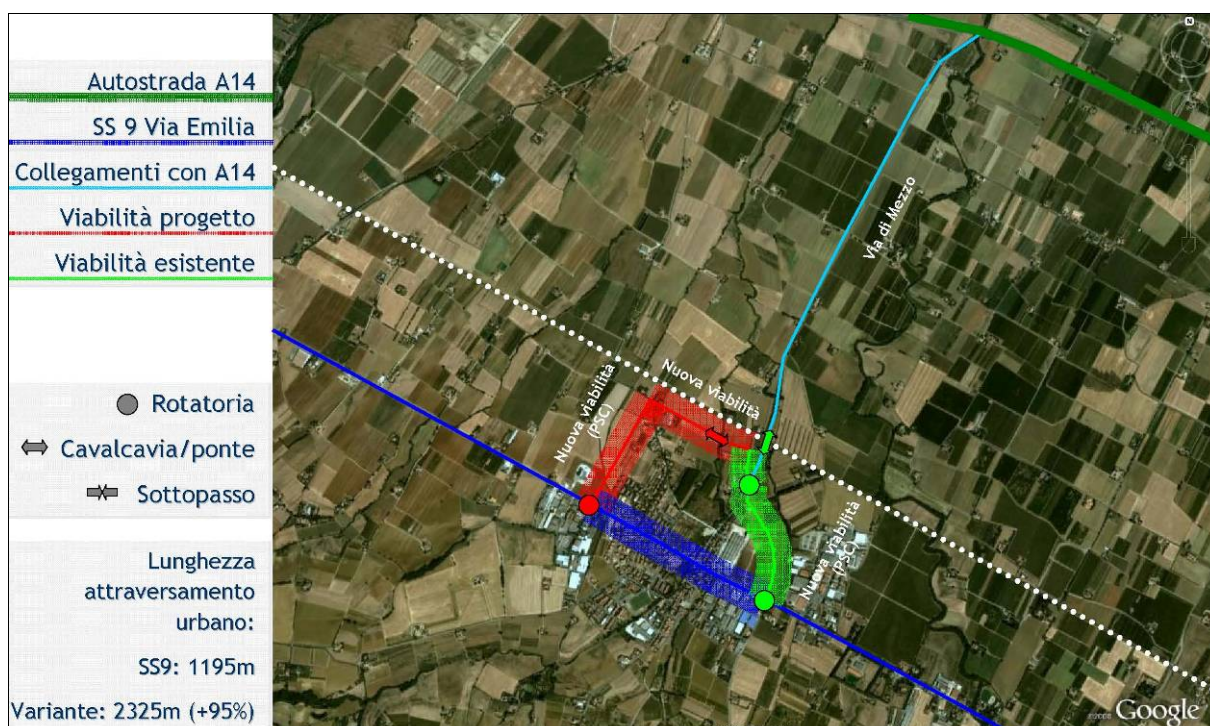 Autostrada A14
SS 9 Via Emilia
Collegamenti con A14
Viabilità progetto
Viabilità esistente
Rotatoria
Cavalcavia/ponte
Sottopasso
Lunghezza
attraversamento
urbano:
SS9: 1195m
Variante: 2325m (+95%)
N
Via di Mezzo
Nuova viabilità
Nuova viabilità
(PSC)
Nuova viabilità
(PSC)
Google